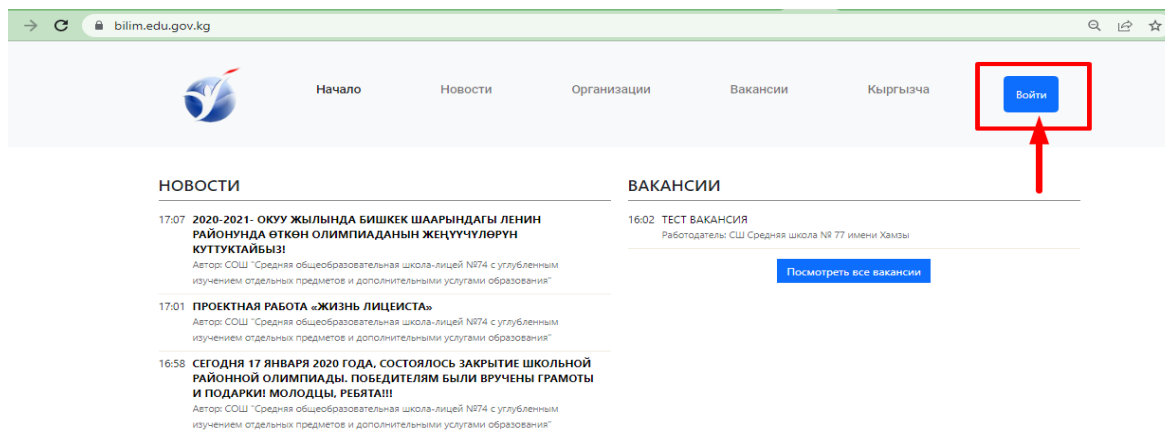 bilim.edu.gov.kg
Начало Новости Организации Вакансии Кыргызча Войти
НОВОСТИ
17:07 2020-2021- ОКУУ ЖЫЛЫНДА БИШКЕК ШААРЫНДАГЫ ЛЕНИН
РАЙОНУНДА ӨТКӨН ОЛИМПИАДАНЫН ЖЕҢҮҮЧҮЛӨРҮН
КУТТУКТАЙБЫЗ!
Автор: СОШ "Средняя общеобразовательная школа-лицей №74 с углубленным
изучением отдельных предметов и дополнительными услугами образования"
17:01 ПРОЕКТНАЯ РАБОТА «ЖИЗНЬ ЛИЦЕИСТА»
Автор: СОШ "Средняя общеобразовательная школа-лицей №74 с углубленным
изучением отдельных предметов и дополнительными услугами образования"
16:58 СЕГОДНЯ 17 ЯНВАРЯ 2020 ГОДА, СОСТОЯЛОСЬ ЗАКРЫТИЕ ШКОЛЬНОЙ
РАЙОННОЙ ОЛИМПИАДЫ. ПОБЕДИТЕЛЯМ БЫЛИ ВРУЧЕНЫ ГРАМОТЫ
И ПОДАРКИ! МОЛОДЦЫ, РЕБЯТА!!!
Автор: СОШ "Средняя общеобразовательная школа-лицей №74 с углубленным
изучением отдельных предметов и дополнительными услугами образования"
ВАКАНСИИ
16:02 ТЕСТ ВАКАНСИЯ
Работодатель: СШ Средняя школа № 77 имени Хамзы
Посмотреть все вакансии